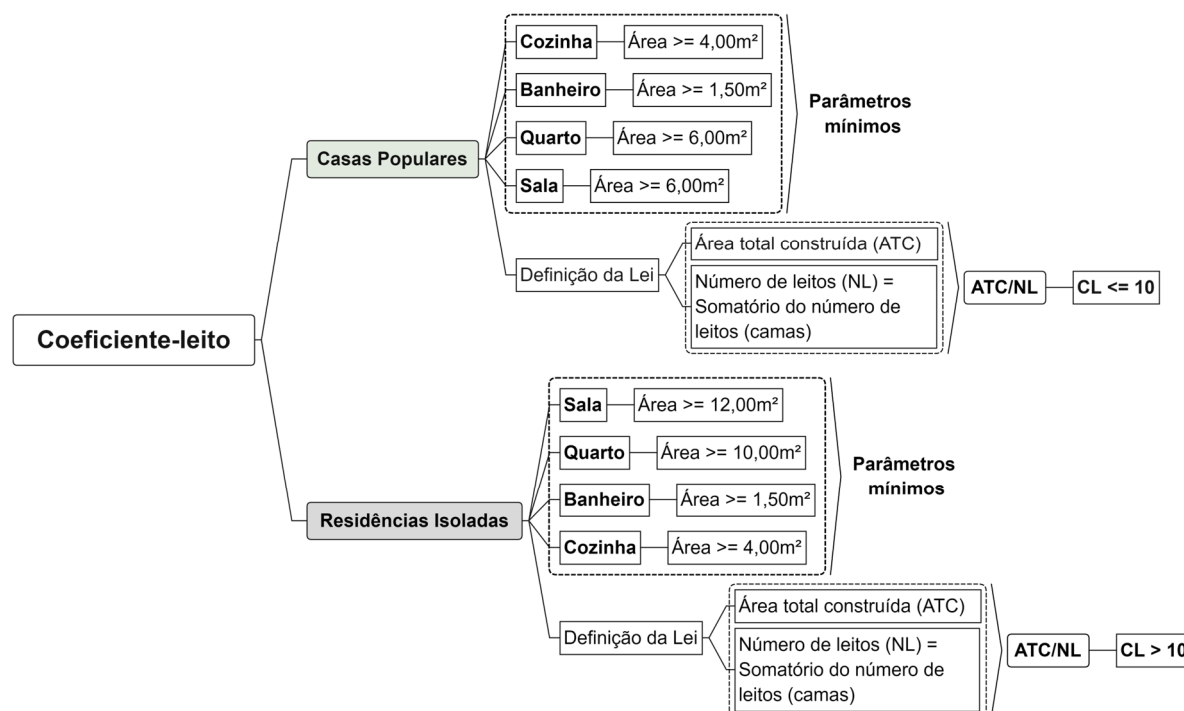 Coeficiente-leito
Casas Populares
Cozinha
Área >= 4,00m²
Banheiro
Área >= 1,50m²
Quarto
Área >= 6,00m²
Sala
Área >= 6,00m²
Parâmetros
mínimos
Definição da Lei
Área total construída (ATC)
Número de leitos (NL) =
Somatório do número de
leitos (camas)
ATC/NL
CL <= 10
Residências Isoladas
Sala
Área >= 12,00m²
Quarto
Área >= 10,00m²
Banheiro
Área >= 1,50m²
Cozinha
Área >= 4,00m²
Parâmetros
mínimos
Definição da Lei
Área total construída (ATC)
Número de leitos (NL) =
Somatório do número de
leitos (camas)
ATC/NL
CL > 10